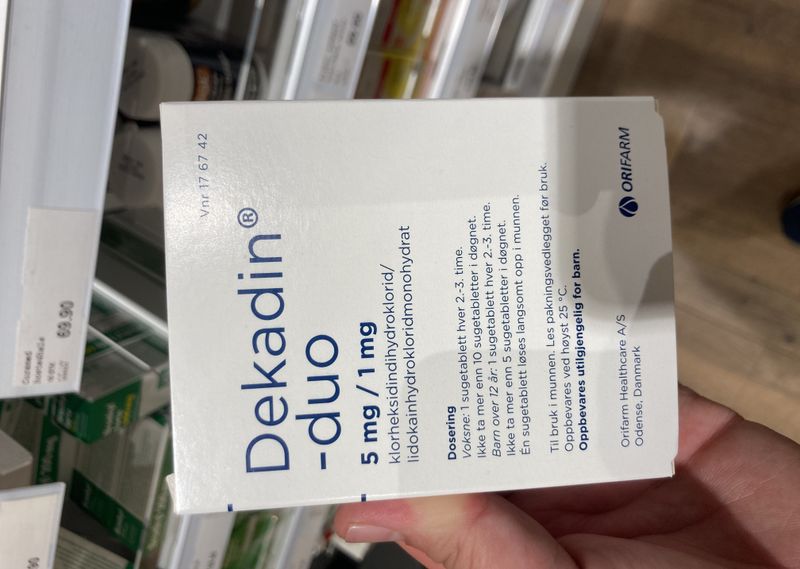 Vnr 17 67 42
Dekadin®
-duo
5 mg / 1 mg
klorheksidindihydroklorid/
lidokainhydrokloridmonohydrat
Dosering
Voksne: 1 sugetablett hver 2.-3. time.
Ikke ta mer enn 10 sugetabletter i døgnet.
Barn over 12 år: 1 sugetablett hver 2.-3. time.
Ikke ta mer enn 5 sugetabletter i døgnet.
Én sugetablett løses langsomt opp i munnen.
Til bruk i munnen. Les pakningsvedlegget før bruk.
Oppbevares ved høyst 25 °C.
Oppbevares utilgjengelig for barn.
Orifarm Healthcare A/S
Odense, Danmark
ORIFARM
69.90